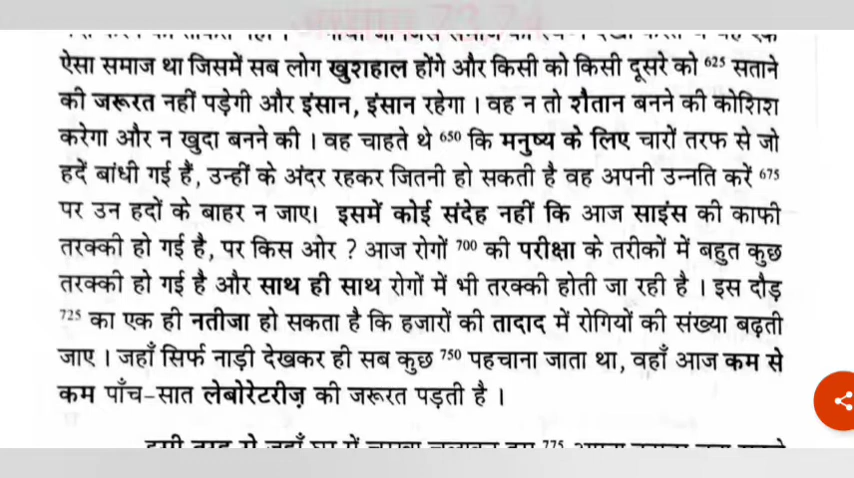 ऐसा समाज था जिसमें सब लोग खुशहाल होंगे और किसी को किसी दूसरे को 625 सताने
की जरूरत नहीं पड़ेगी और इंसान, इंसान रहेगा । वह न तो शैतान बनने की कोशिश
करेगा और न खुदा बनने की । वह चाहते थे 650 कि मनुष्य के लिए चारों तरफ से जो
हदें बांधी गई हैं, उन्हीं के अंदर रहकर जितनी हो सकती है वह अपनी उन्नति करें 675
पर उन हदों के बाहर न जाए। इसमें कोई संदेह नहीं कि आज साइंस की काफी
तरक्की हो गई है, पर किस ओर ? आज रोगों 700 की परीक्षा के तरीकों में बहुत कुछ
तरक्की हो गई है और साथ ही साथ रोगों में भी तरक्की होती जा रही है । इस दौड़
725 का एक ही नतीजा हो सकता है कि हजारों की तादाद में रोगियों की संख्या बढ़ती
जाए । जहाँ सिर्फ नाड़ी देखकर ही सब कुछ 750 पहचाना जाता था, वहाँ आज कम से
कम पाँच-सात लेबोरेटरीज़ की जरूरत पड़ती है ।
775